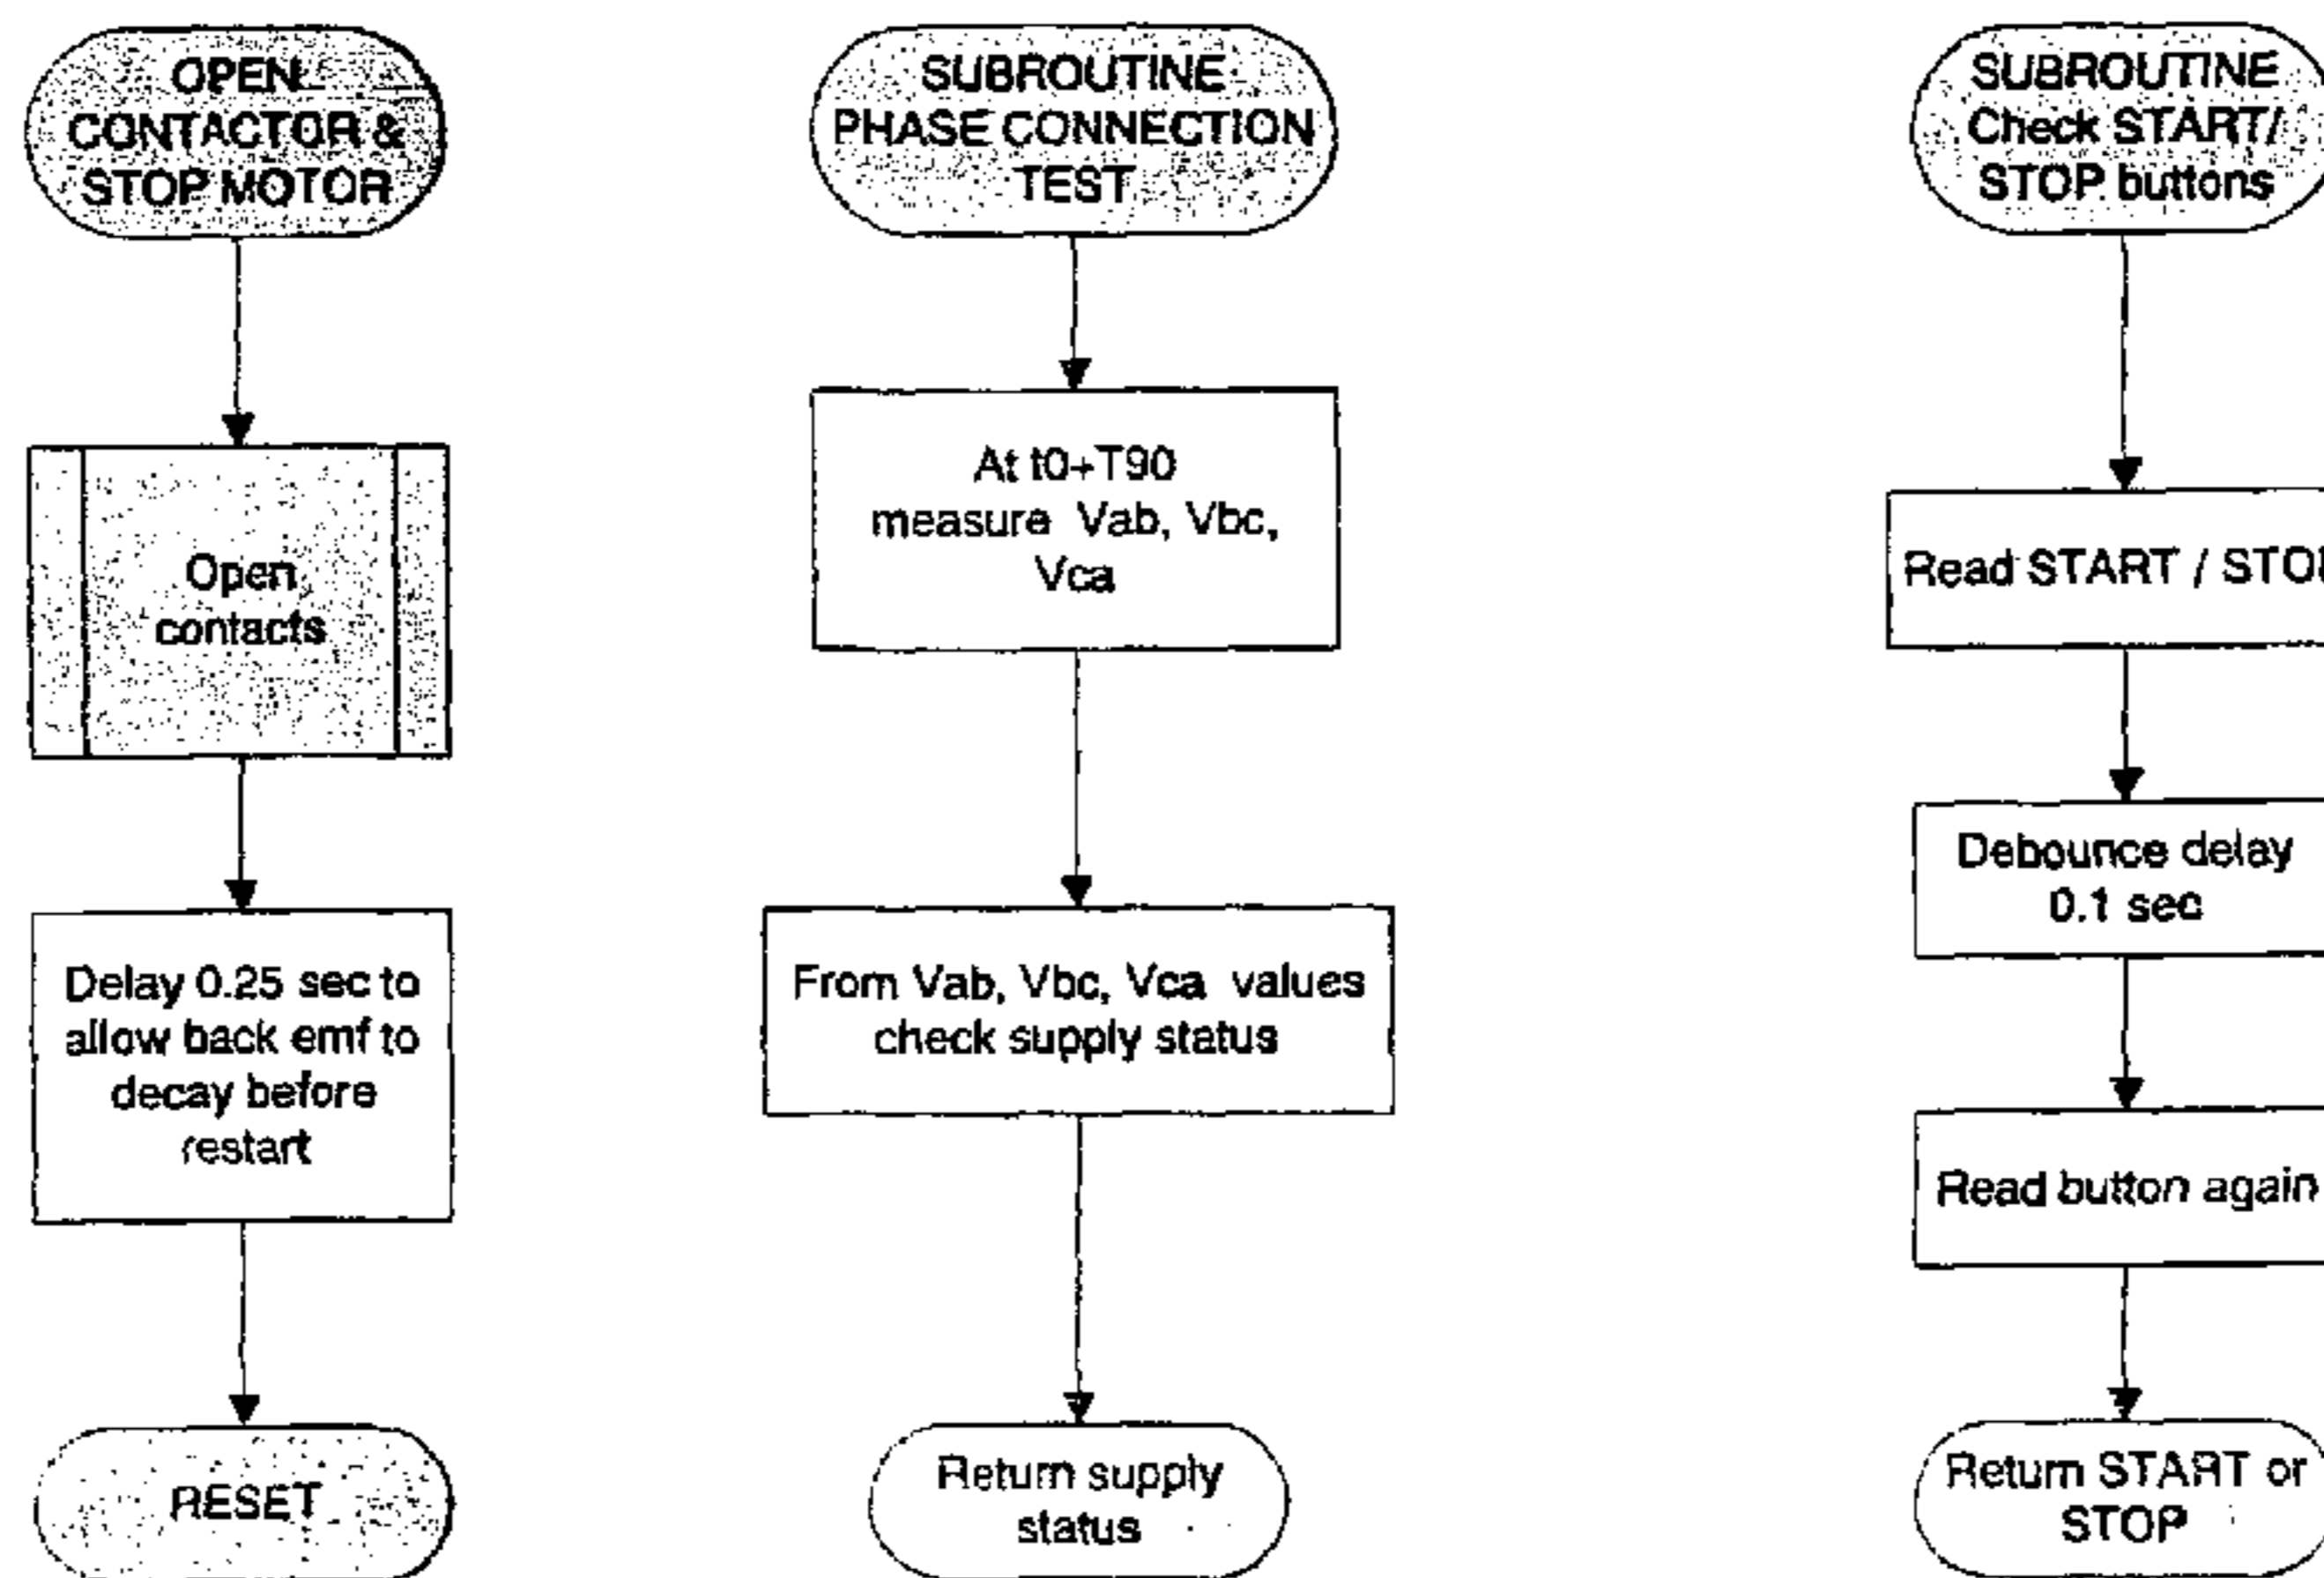 OPEN
CONTACTOR &
STOP MOTOR
Open
contacts
Delay 0.25 sec to
allow back emf to
decay before
restart
RESET
SUBROUTINE
PHASE CONNECTION
TEST
At t0+T90
measure Vab, Vbc,
Vca
From Vab, Vbc, Vca values
check supply status
Return supply
status
SUBROUTINE
Check START/
STOP buttons
Read START /
Debounce delay
0.1 sec
Read button again
Return START or
STOP